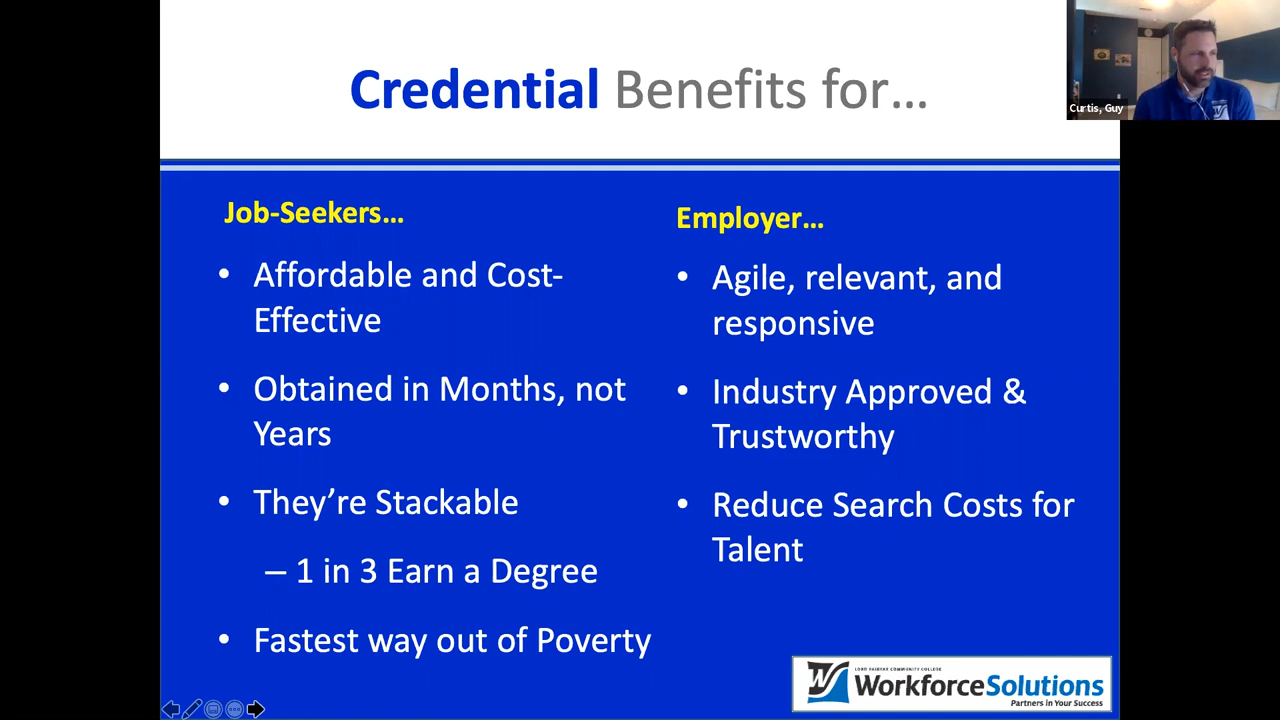 Credential Benefits for...
Curtis, Guy
Job-Seekers...
• Affordable and Cost-
Effective
• Obtained in Months, not
Years
• They're Stackable
– 1 in 3 Earn a Degree
• Fastest way out of Poverty
Employer...
• Agile, relevant, and
responsive
• Industry Approved &
Trustworthy
• Reduce Search Costs for
Talent
LORD FAIRFAX COMMUNITY COLLEGE
WorkforceSolutions
Partners in Your Success